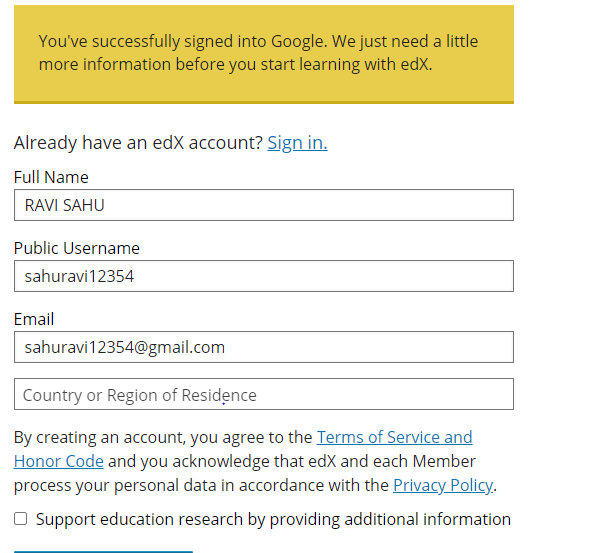 You've successfully signed into Google. We just need a little
more information before you start learning with edX.
Already have an edX account? Sign in.
Full Name
RAVI SAHU
Public Username
sahuravi12354
Email
sahuravi12354@gmail.com
Country or Region of Residence
By creating an account, you agree to the Terms of Service and
Honor Code and you acknowledge that edX and each Member
process your personal data in accordance with the Privacy Policy.
Support education research by providing additional information